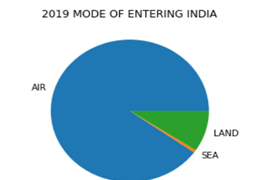 2019 MODE OF ENTERING INDIA
AIR
LAND
SEA